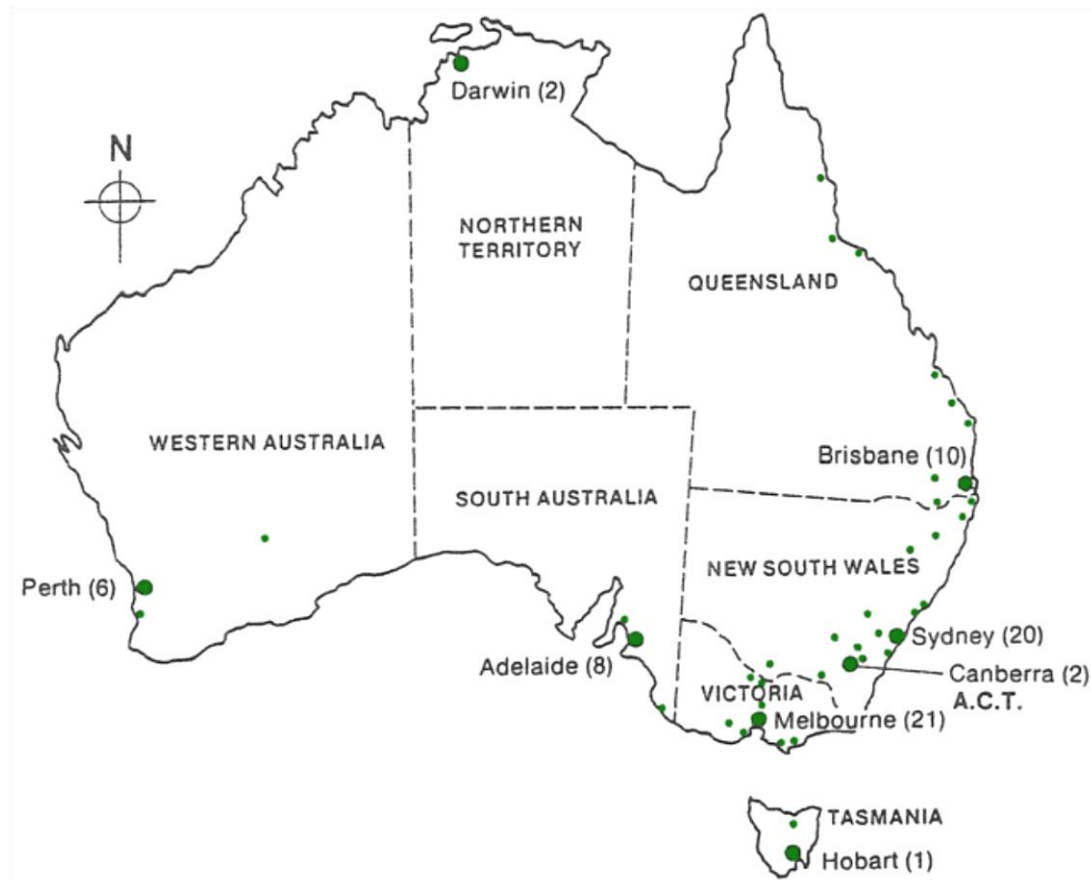 Darwin (2)
N
NORTHERN
TERRITORY
QUEENSLAND
WESTERN AUSTRALIA
Brisbane (10)
SOUTH AUSTRALIA
NEW SOUTH WALES
Perth (6)
Sydney (20)
Adelaide (8)
Canberra (2)
A.C.T.
VICTORIA
Melbourne (21)
TASMANIA
Hobart (1)